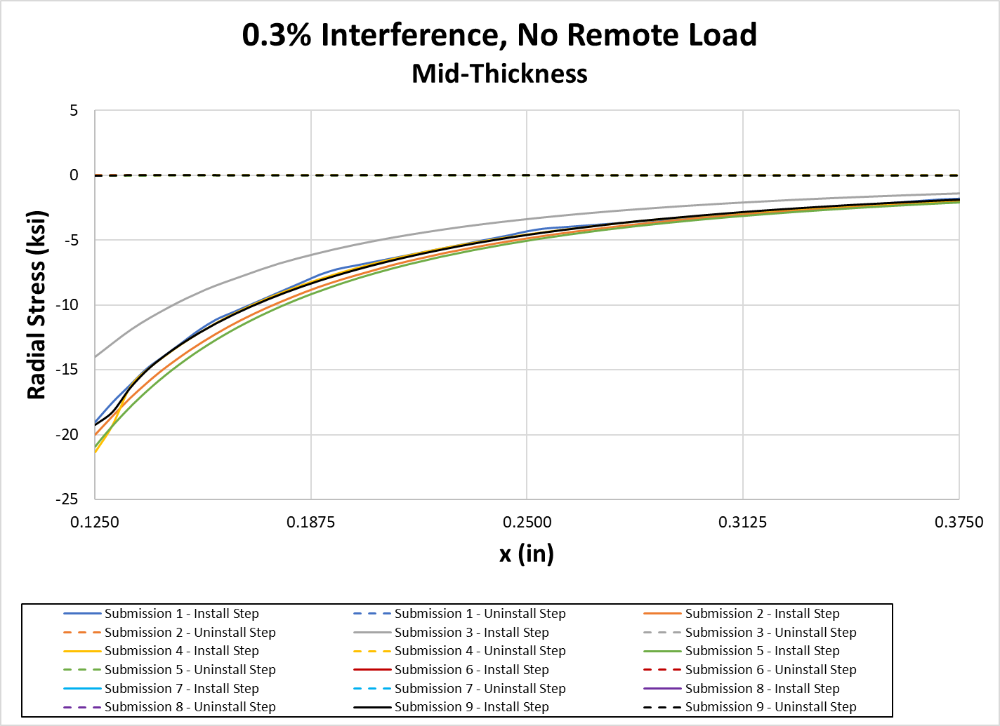 0.3% Interference, No Remote Load
Mid-Thickness
5
0
-5
-10
-15
-20
-25
Radial Stress (ksi)
0.1250 0.1875 0.2500 0.3125 0.3750
x (in)
Submission 1 - Install Step Submission 1 - Uninstall Step Submission 2 - Install Step
Submission 2 - Uninstall Step Submission 3 - Install Step Submission 3 - Uninstall Step
Submission 4 - Install Step Submission 4 - Uninstall Step Submission 5 - Install Step
Submission 5 - Uninstall Step Submission 6 - Install Step Submission 6 - Uninstall Step
Submission 7 - Install Step Submission 7 - Uninstall Step Submission 8 - Install Step
Submission 8 - Uninstall Step Submission 9 - Install Step Submission 9 - Uninstall Step